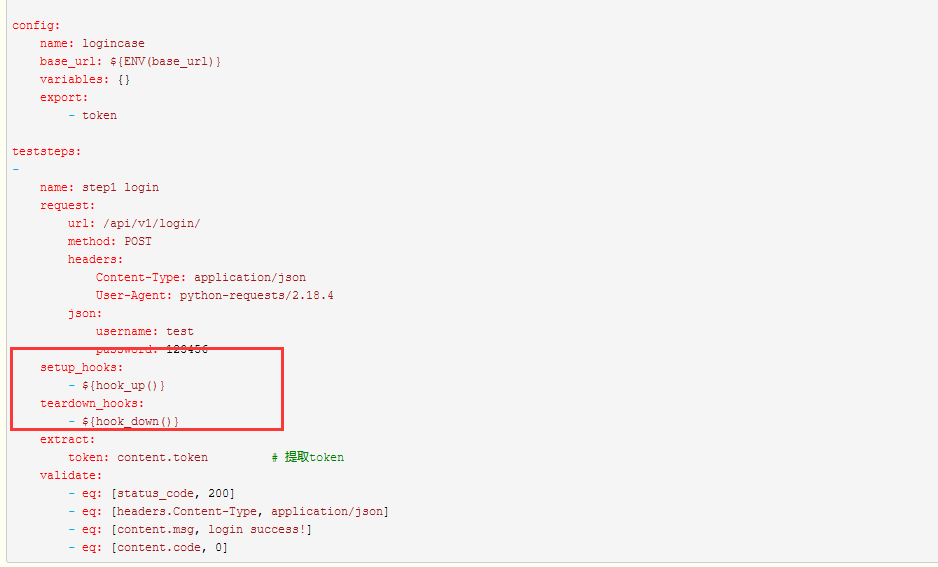 config:
name: logincase
base_url: ${ENV(base_url)}
variables: {}
export:
- token
teststeps:
-
name: step1 login
request:
url: /api/v1/login/
method: POST
headers:
Content-Type: application/json
User-Agent: python-requests/2.18.4
json:
username: test
password: 123456
setup_hooks:
- ${hook_up()}
teardown_hooks:
- ${hook_down()}
extract:
token: content.token # 提取token
validate:
- eq: [status_code, 200]
- eq: [headers.Content-Type, application/json]
- eq: [content.msg, login success!]
- eq: [content.code, 0]